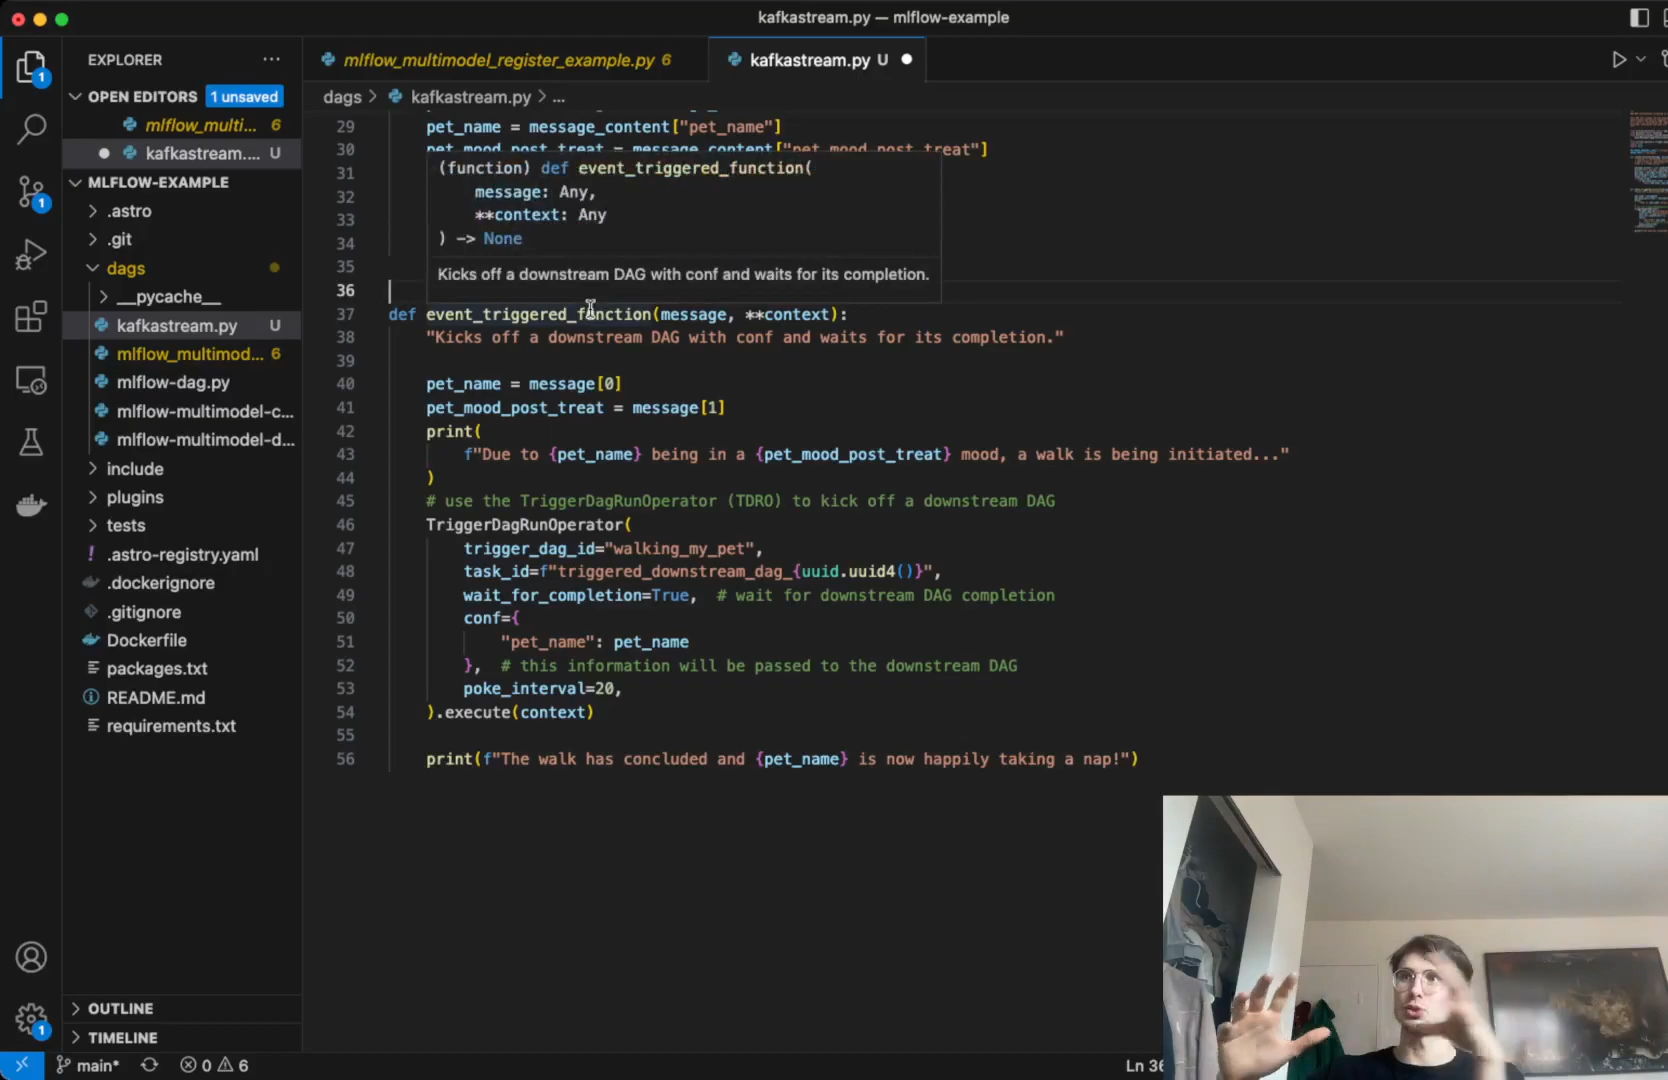 kafkastream.py — mlflow-example
EXPLORER
mlflow_multimodel_register_example.py 6
kafkastream.py U
OPEN EDITORS 1 unsaved
mlflow_multi... 6
kafkastream.... U
MLFLOW-EXAMPLE
.astro
.git
dags
__pycache__
kafkastream.py U
mlflow_multimod... 6
mlflow-dag.py
mlflow-multimodel-c...
mlflow-multimodel-d...
include
plugins
tests
.astro-registry.yaml
.dockerignore
.gitignore
Dockerfile
packages.txt
README.md
requirements.txt
OUTLINE
TIMELINE
dags > kafkastream.py > ...
29 pet_name = message_content["pet_name"]
30 pet_mood_post_treat = message_content["pet_mood_post_treat"]
31
32
33
34
35
36
(function) def event_triggered_function(
message: Any,
**context: Any
) -> None
Kicks off a downstream DAG with conf and waits for its completion.
37 def event_triggered_function(message, **context):
38 "Kicks off a downstream DAG with conf and waits for its completion."
39
40 pet_name = message[0]
41 pet_mood_post_treat = message[1]
42 print(
43 f"Due to {pet_name} being in a {pet_mood_post_treat} mood, a walk is being initiated..."
44 )
45 # use the TriggerDagRunOperator (TDRO) to kick off a downstream DAG
46 TriggerDagRunOperator(
47 trigger_dag_id="walking_my_pet",
48 task_id=f"triggered_downstream_dag_{uuid.uuid4()}",
49 wait_for_completion=True, # wait for downstream DAG completion
50 conf={
51 "pet_name": pet_name
52 }, # this information will be passed to the downstream DAG
53 poke_interval=20,
54 ).execute(context)
55
56 print(f"The walk has concluded and {pet_name} is now happily taking a nap!")
1
1
1
main* 0 6
Ln 36